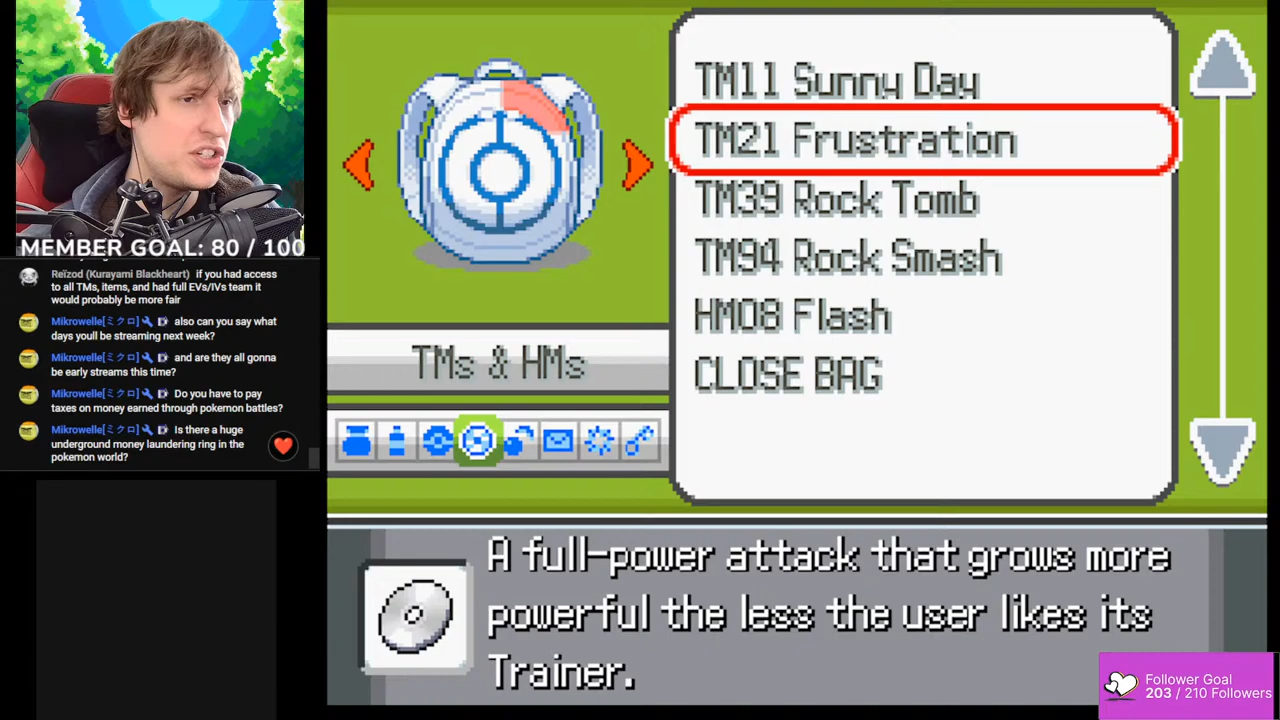 MEMBER GOAL: 80 / 100
Reïzod (Kurayami Blackheart) if you had access
to all TMs, items, and had full EVs/IVs team it
would probably be more fair
Mikrowelle[ミクロ] also can you say what
days youll be streaming next week?
Mikrowelle[ミクロ] and are they all gonna
be early streams this time?
Mikrowelle[ミクロ] Do you have to pay
taxes on money earned through pokemon battles?
Mikrowelle[ミクロ] Is there a huge
underground money laundering ring in the
pokemon world?
TMs & HMs
TM11 Sunny Day
TM21 Frustration
TM39 Rock Tomb
TM94 Rock Smash
HM08 Flash
CLOSE BAG
A full-power attack that grows more
powerful the less the user likes its
Trainer.
Follower Goal
203 / 210 Followers